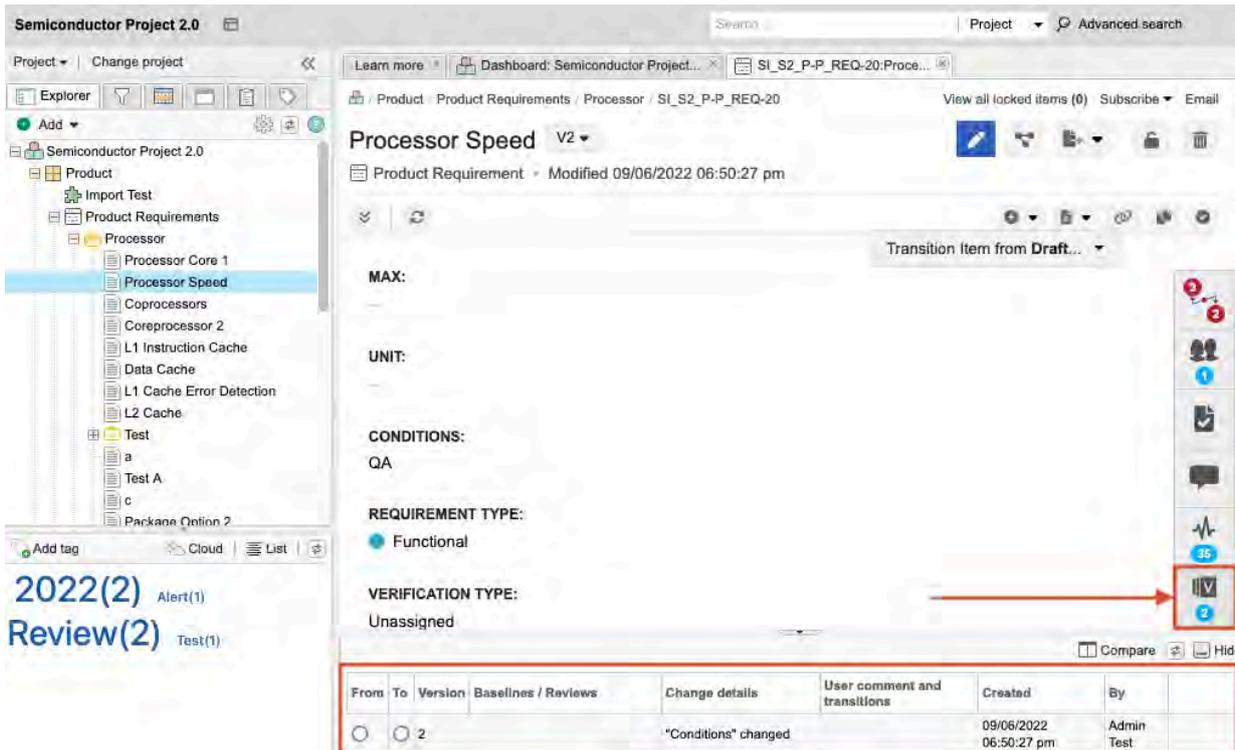 Semiconductor Project 2.0
Search
Project
Advanced search
Project
Change project
Learn more
Dashboard: Semiconductor Project...
SI_S2_P-P_REQ-20:Proce...
Explorer
Add
Semiconductor Project 2.0
Product
Import Test
Product Requirements
Processor
Processor Core 1
Processor Speed
Coprocessors
Coreprocessor 2
L1 Instruction Cache
Data Cache
L1 Cache Error Detection
L2 Cache
Test
a
Test A
c
Package Option 2
Add tag
Cloud
List
2022(2) Alert(1)
Review(2) Test(1)
/ Product / Product Requirements / Processor / SI_S2_P-P_REQ-20
View all locked items (0) Subscribe Email
Processor Speed V2
Product Requirement • Modified 09/06/2022 06:50:27 pm
Transition Item from Draft...
MAX:
--
UNIT:
--
CONDITIONS:
QA
REQUIREMENT TYPE:
Functional
VERIFICATION TYPE:
Unassigned
2
2
1
35
V
2
Compare Hid
From To Version Baselines / Reviews Change details User comment and transitions Created By
2 "Conditions" changed 09/06/2022 06:50:27 pm Admin Test